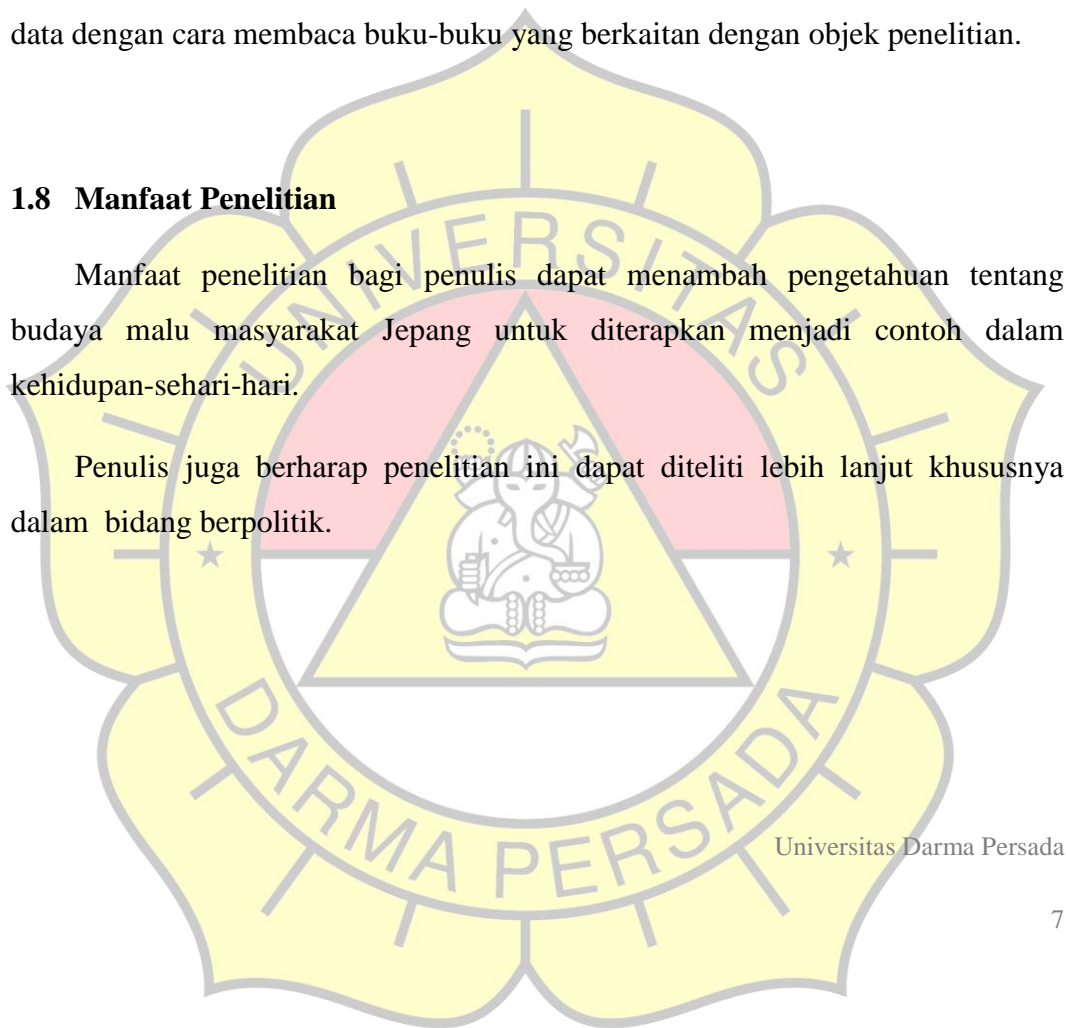 data dengan cara membaca buku-buku yang berkaitan dengan objek penelitian.
1.8 Manfaat Penelitian
Manfaat penelitian bagi penulis dapat menambah pengetahuan tentang
budaya malu masyarakat Jepang untuk diterapkan menjadi contoh dalam
kehidupan-sehari-hari.
Penulis juga berharap penelitian ini dapat diteliti lebih lanjut khususnya
dalam bidang berpolitik.
UNIVERSITAS
DARMA PERSADA
Universitas Darma Persada
7